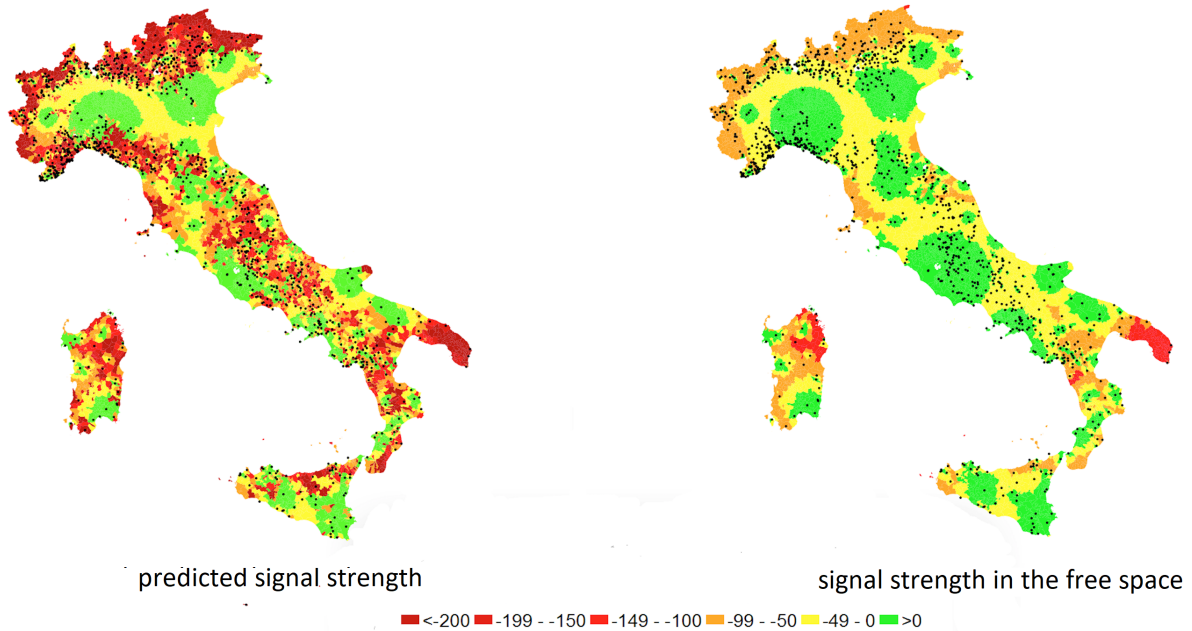 predicted signal strength
signal strength in the free space
<-200 -199 - -150 -149 - -100 -99 - -50 -49 - 0 >0